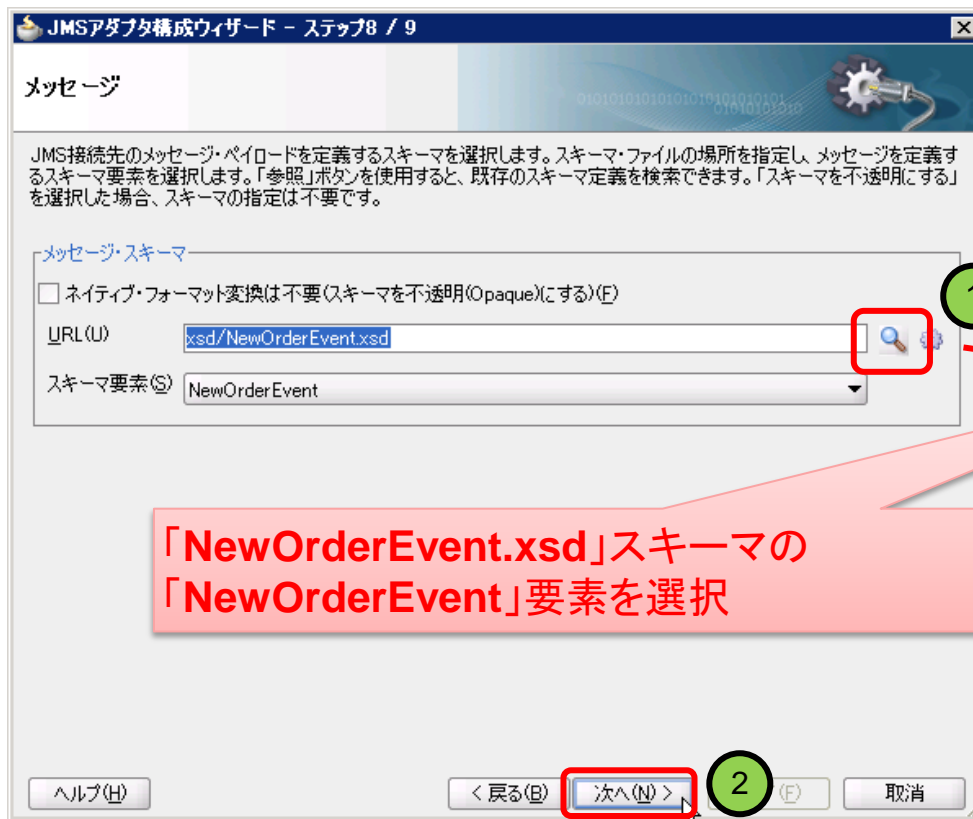 JMSアダプタ構成ウィザード - ステップ8 / 9
メッセージ
0101010101010101010101010101
01010101010
JMS接続先のメッセージ・ペイロードを定義するスキーマを選択します。スキーマ・ファイルの場所を指定し、メッセージを定義す
るスキーマ要素を選択します。「参照」ボタンを使用すると、既存のスキーマ定義を検索できます。「スキーマを不透明にする」
を選択した場合、スキーマの指定は不要です。
メッセージ・スキーマ
ネイティブ・フォーマット変換は不要(スキーマを不透明(Opaque)にする)(F)
1
URL(U) xsd/NewOrderEvent.xsd
スキーマ要素(S) NewOrderEvent
「NewOrderEvent.xsd」スキーマの
「NewOrderEvent」要素を選択
ヘルプ(H) < 戻る(B) 次へ(N) > 2 (F) 取消